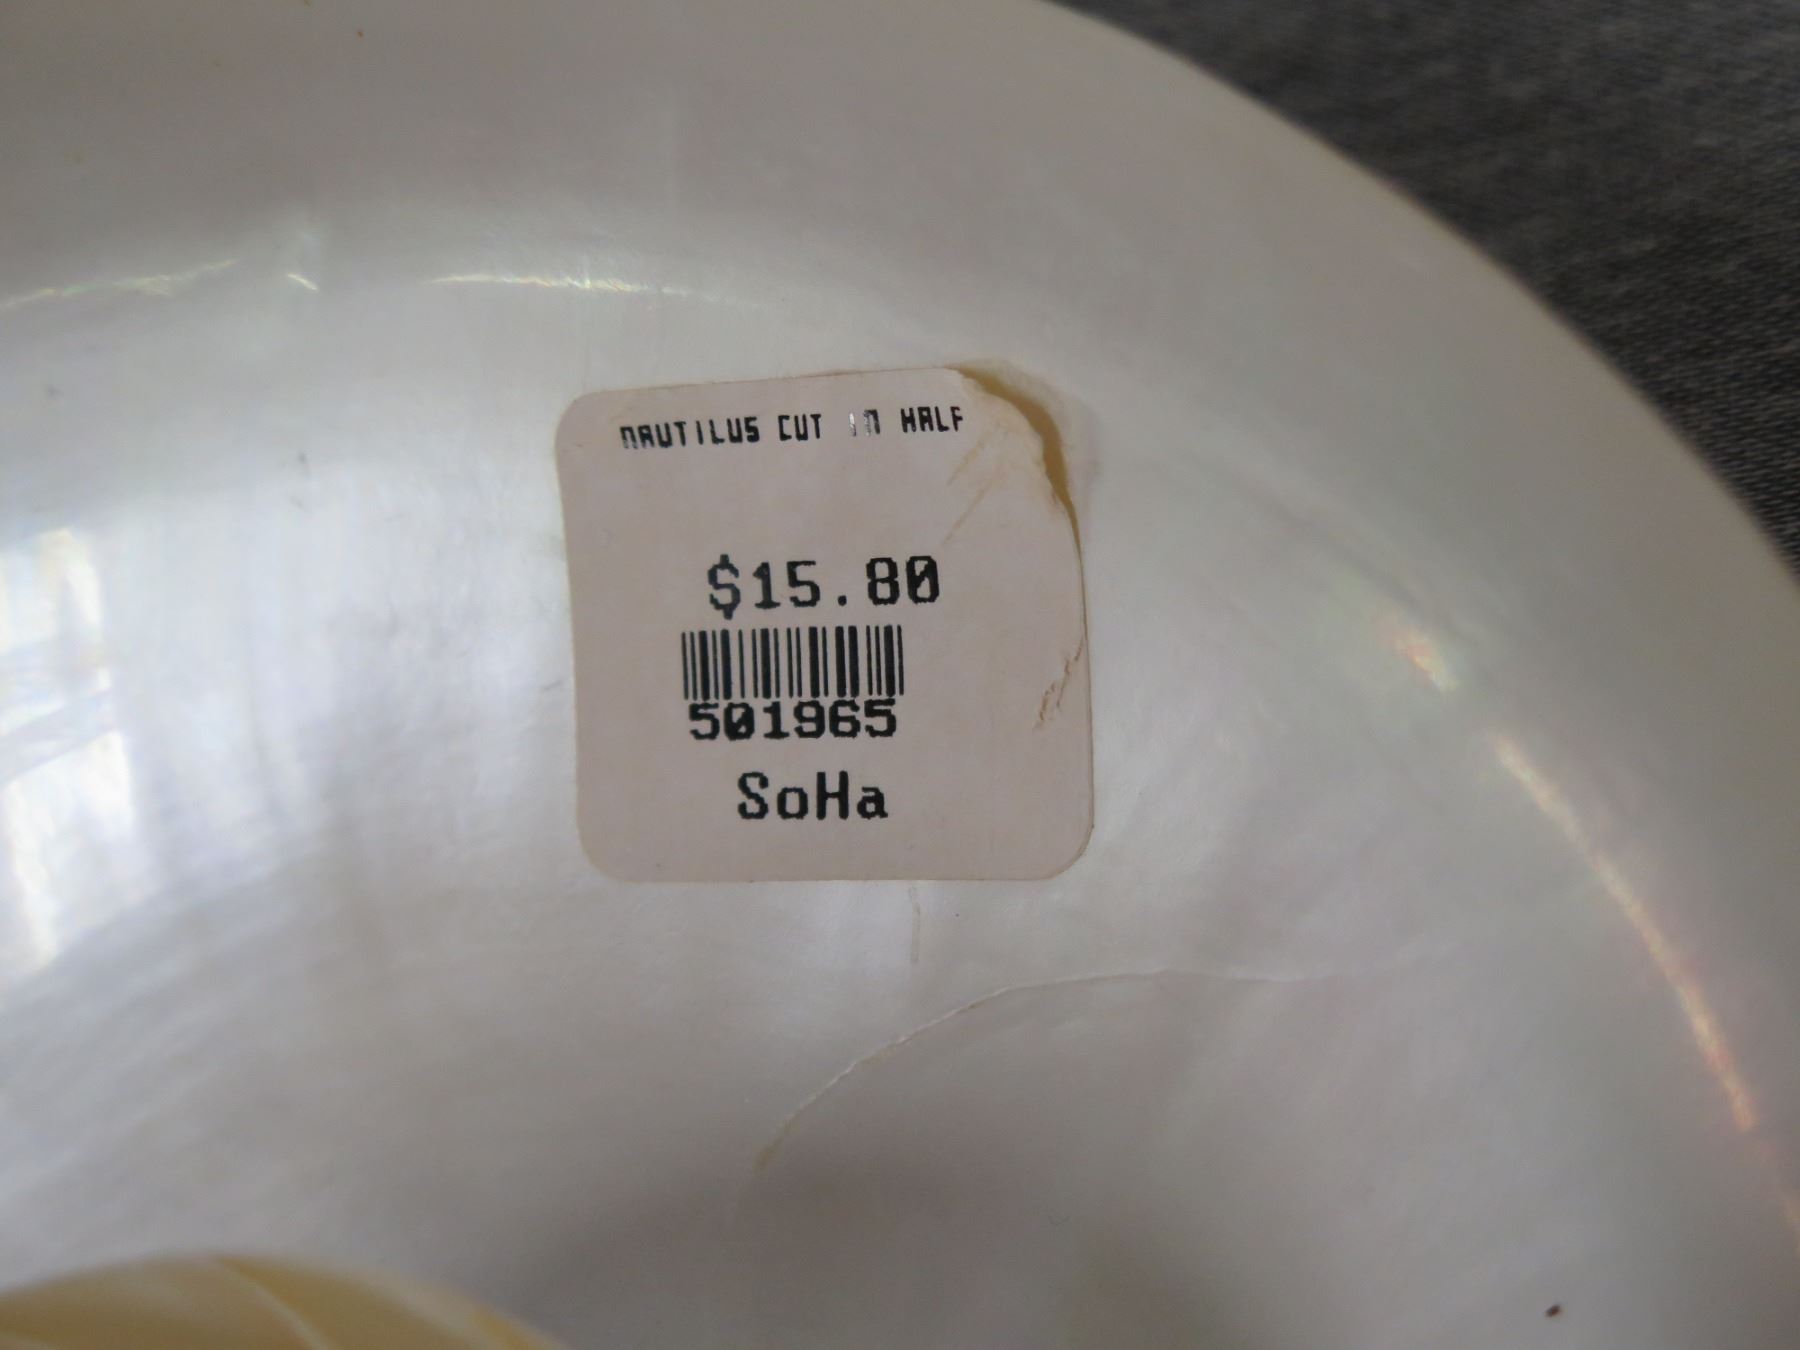 NAUTILUS CUT IN HALF
$15.80
501965
SoHa